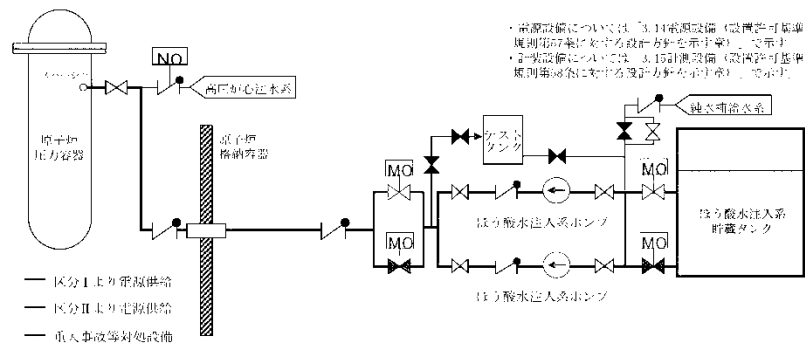 ・電源設備については「3.14電源設備（設置許可基準
規則第57条に対する設計方針を示す章）」で示す
・計装設備については「3.15計測設備（設置許可基準
規則第58条に対する設計方針を示す章）」で示す。
NO
スパージャ
高圧炉心注水系
純水補給水系
原子炉
圧力容器
原子炉
格納容器
テスト
タンク
MO
MO
MO
MO
ほう酸水注入系ポンプ
ほう酸水注入系ポンプ
ほう酸水注入系
貯蔵タンク
区分Ⅰより電源供給
区分Ⅱより電源供給
重大事故等対処設備